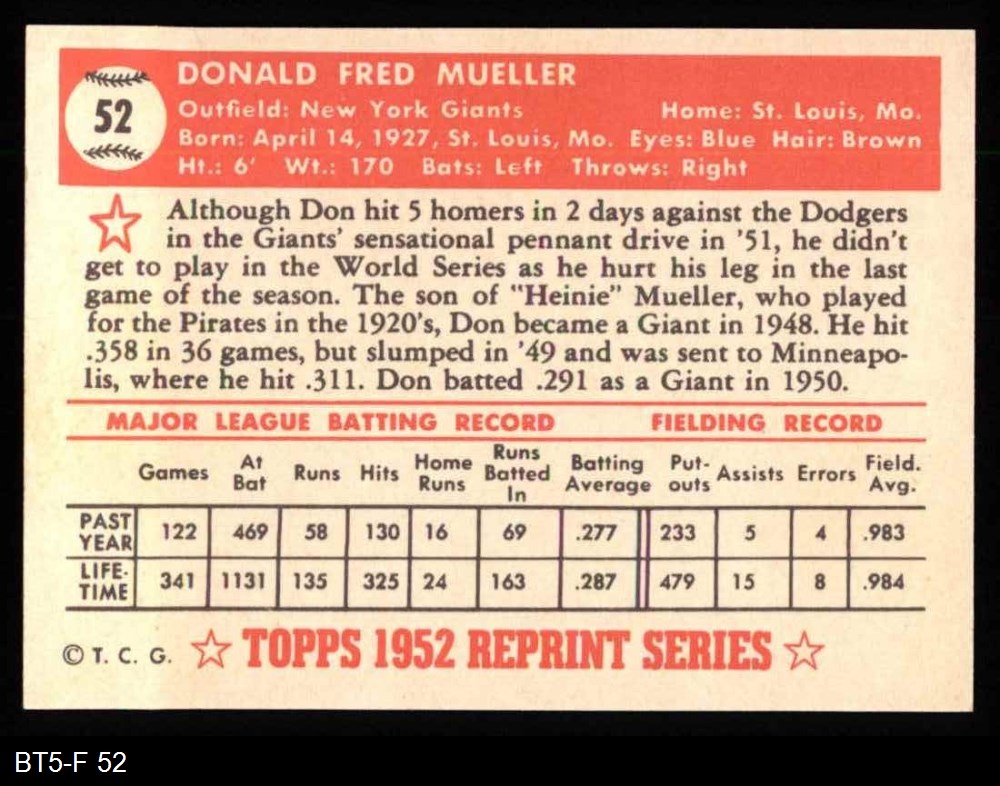 52
DONALD FRED MUELLER
Outfield: New York Giants Home: St. Louis, Mo.
Born: April 14, 1927, St. Louis, Mo. Eyes: Blue Hair: Brown
Ht.: 6' Wt.: 170 Bats: Left Throws: Right
Although Don hit 5 homers in 2 days against the Dodgers
in the Giants' sensational pennant drive in '51, he didn't
get to play in the World Series as he hurt his leg in the last
game of the season. The son of "Heinie" Mueller, who played
for the Pirates in the 1920's, Don became a Giant in 1948. He hit
.358 in 36 games, but slumped in '49 and was sent to Minneapo-
lis, where he hit .311. Don batted .291 as a Giant in 1950.
MAJOR LEAGUE BATTING RECORD FIELDING RECORD
Games At Bat Runs Hits Home Runs Runs Batted In Batting Average Put-outs Assists Errors Field. Avg.
PAST YEAR 122 469 58 130 16 69 .277 233 5 4 .983
LIFE-TIME 341 1131 135 325 24 163 .287 479 15 8 .984
© T. C. G. TOPPS 1952 REPRINT SERIES
BT5-F 52